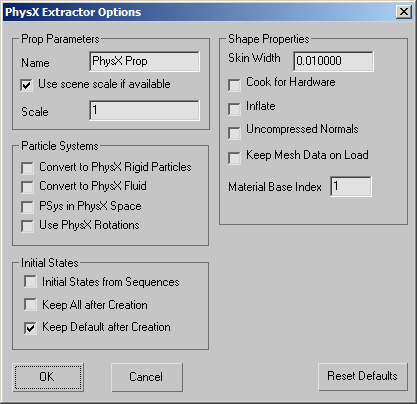 PhysX Extractor Options
Prop Parameters
Name PhysX Prop
Use scene scale if available
Scale 1
Particle Systems
Convert to PhysX Rigid Particles
Convert to PhysX Fluid
PSys in PhysX Space
Use PhysX Rotations
Initial States
Initial States from Sequences
Keep All after Creation
Keep Default after Creation
Shape Properties
Skin Width 0.010000
Cook for Hardware
Inflate
Uncompressed Normals
Keep Mesh Data on Load
Material Base Index 1
OK Cancel Reset Defaults